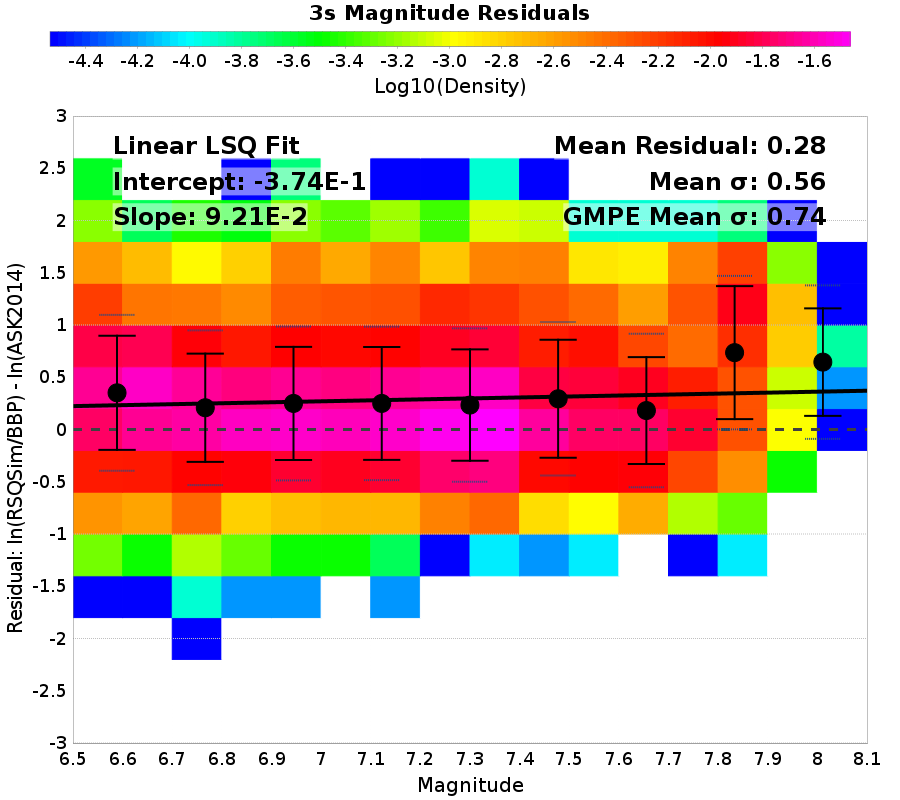 3s Magnitude Residuals
-4.4 -4.2 -4.0 -3.8 -3.6 -3.4 -3.2 -3.0 -2.8 -2.6 -2.4 -2.2 -2.0 -1.8 -1.6
Log10(Density)
Linear LSQ Fit
Intercept: -3.74E-1
Slope: 9.21E-2
Mean Residual: 0.28
Mean σ: 0.56
GMPE Mean σ: 0.74
Residual: ln(RSQSim/BBP) - ln(ASK2014)
3
2.5
2
1.5
1
0.5
0
-0.5
-1
-1.5
-2
-2.5
-3
6.5 6.6 6.7 6.8 6.9 7 7.1 7.2 7.3 7.4 7.5 7.6 7.7 7.8 7.9 8 8.1
Magnitude